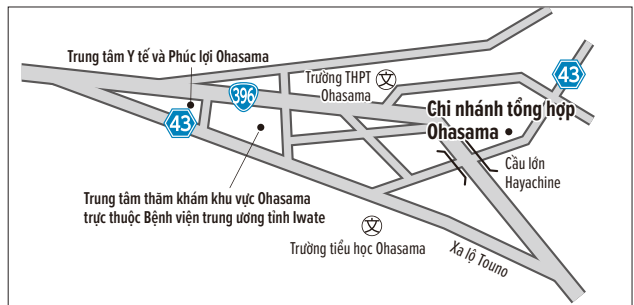 Trung tâm Y tế và Phúc lợi Ohasama
396
43
Trường THPT
Ohasama
文
43
Chi nhánh tổng hợp
Ohasama
Cầu lớn
Hayachine
Trung tâm thăm khám khu vực Ohasama
trực thuộc Bệnh viện trung ương tỉnh Iwate
文
Trường tiểu học Ohasama
Xa lộ Touno